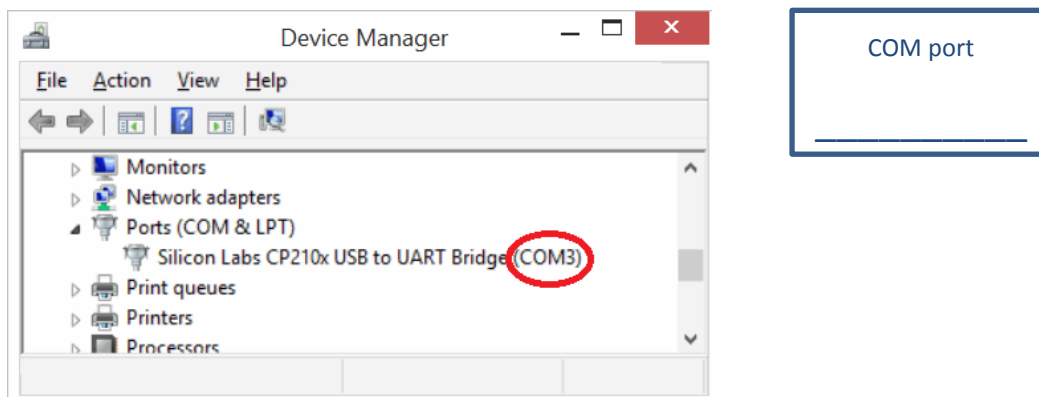 Device Manager
File Action View Help
Monitors
Network adapters
Ports (COM & LPT)
Silicon Labs CP210x USB to UART Bridge (COM3)
Print queues
Printers
Processors
COM port
____________